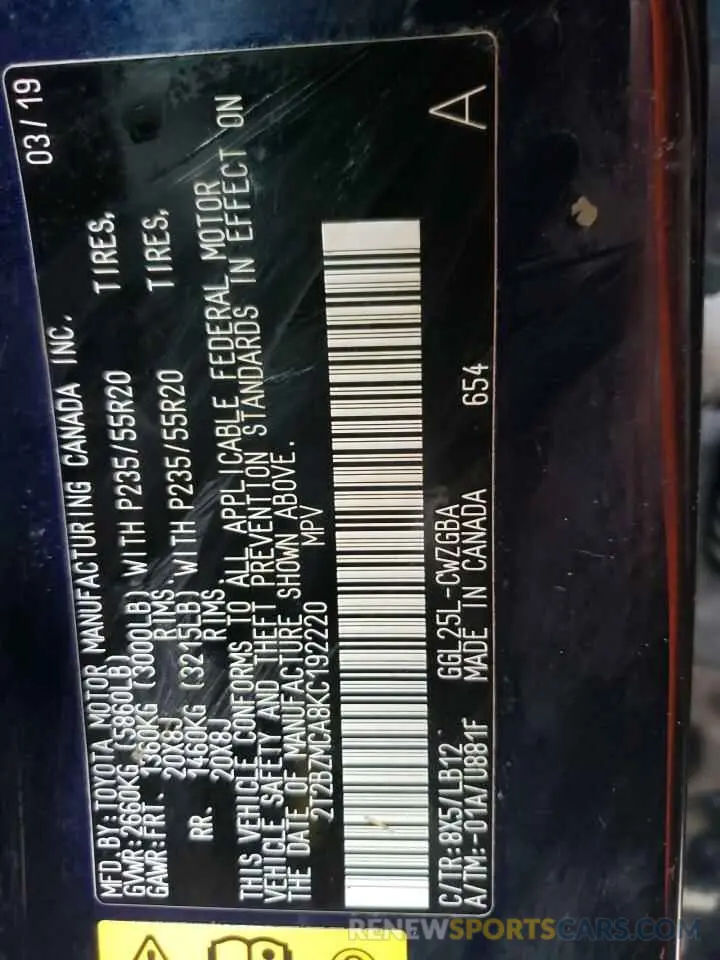 MFD. BY: TOYOTA MOTOR MANUFACTURING CANADA INC. 03/19
GVWR: 2660KG (5860LB)
GAWR: FRT. 1360KG (3000LB) WITH P235/55R20 TIRES,
20X8J RIMS,
RR. 1460KG (3215LB) WITH P235/55R20 TIRES,
20X8J RIMS.
THIS VEHICLE CONFORMS TO ALL APPLICABLE FEDERAL MOTOR
VEHICLE SAFETY AND THEFT PREVENTION STANDARDS IN EFFECT ON
THE DATE OF MANUFACTURE SHOWN ABOVE.
2T2BZMCA8KC192220 MPV
C/TR: 8X5/LB12 GGL25L-CWZGBA 654 A
A/TM: -01A/U881F MADE IN CANADA
RENEWSPORTSCARS.COM